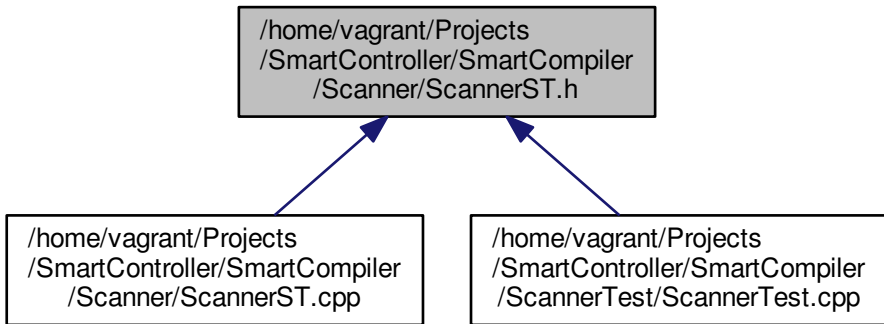 /home/vagrant/Projects
/SmartController/SmartCompiler
/Scanner/ScannerST.h
/home/vagrant/Projects
/SmartController/SmartCompiler
/Scanner/ScannerST.cpp
/home/vagrant/Projects
/SmartController/SmartCompiler
/ScannerTest/ScannerTest.cpp